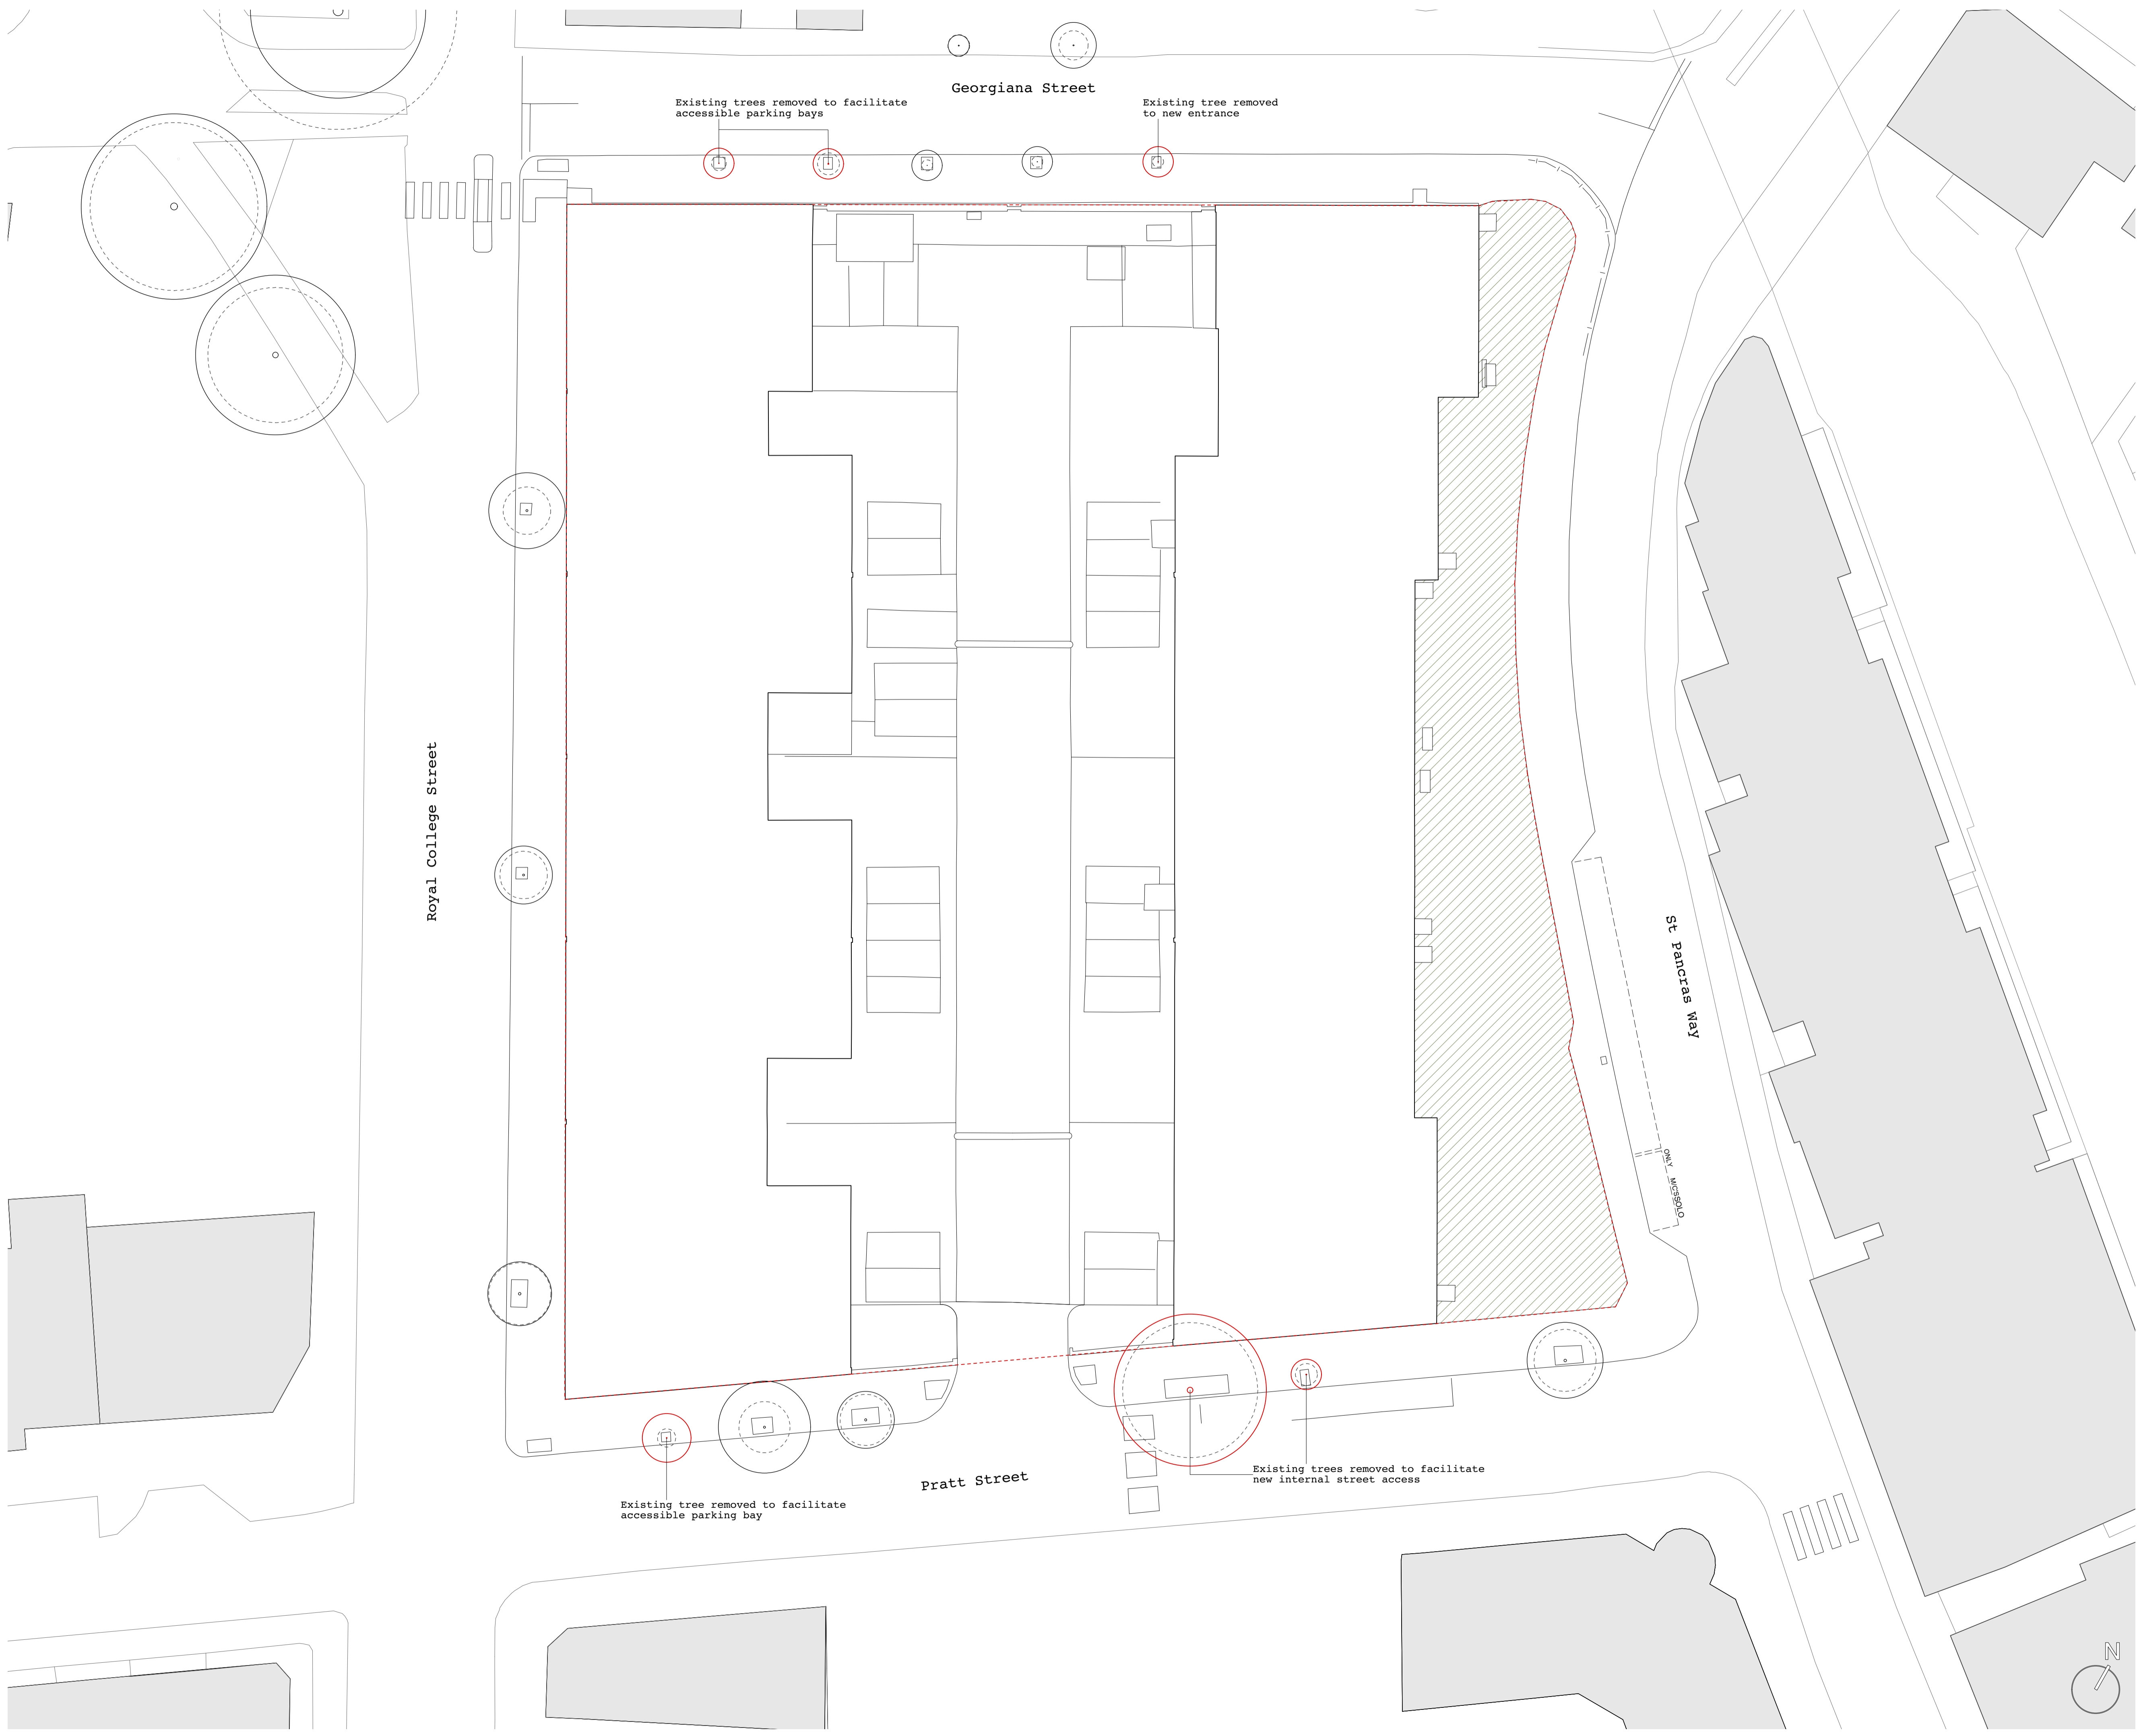 Georgiana Street
Existing trees removed to facilitate
accessible parking bays
Existing tree removed
to new entrance
Royal College Street
St Pancras Way
ONLY
M/CSSOLO
Pratt Street
Existing trees removed to facilitate
new internal street access
Existing tree removed to facilitate
accessible parking bay
N